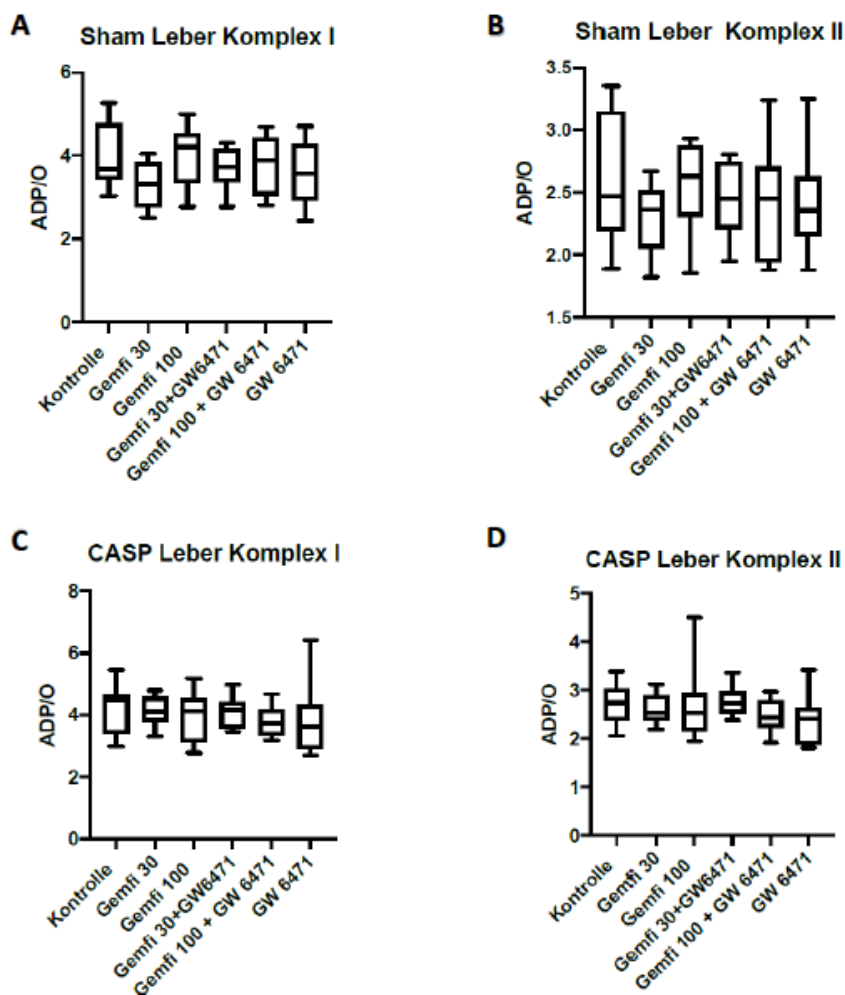 A
Sham Leber Komplex I
ADP/O
6
4
2
0
Kontrolle
Gemfi 30
Gemfi 100
Gemfi 30+GW6471
Gemfi 100 + GW 6471
GW 6471
B
Sham Leber Komplex II
ADP/O
3.5
3.0
2.5
2.0
1.5
Kontrolle
Gemfi 30
Gemfi 100
Gemfi 30+GW6471
Gemfi 100 + GW 6471
GW 6471
C
CASP Leber Komplex I
ADP/O
8
6
4
2
0
Kontrolle
Gemfi 30
Gemfi 100
Gemfi 30+GW6471
Gemfi 100 + GW 6471
GW 6471
D
CASP Leber Komplex II
ADP/O
5
4
3
2
1
0
Kontrolle
Gemfi 30
Gemfi 100
Gemfi 30+GW6471
Gemfi 100 + GW 6471
GW 6471